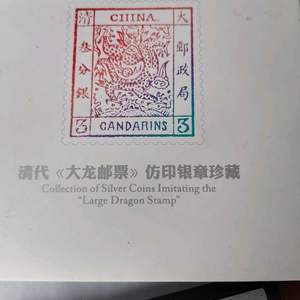 清 CHINA 大
叁分銀
郵政局
3 CANDARINS 3
清代《大龙邮票》仿印银章珍藏
Collection of Silver Coins Imitating the
"Large Dragon Stamp"